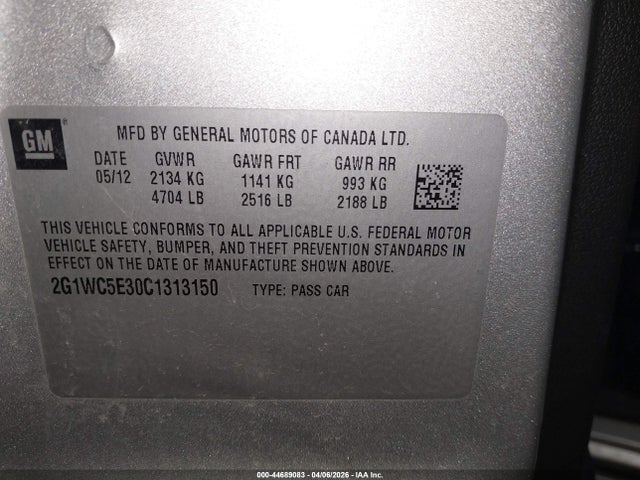 GM
®
MFD BY GENERAL MOTORS OF CANADA LTD.
DATE GVWR GAWR FRT GAWR RR
05/12 2134 KG 1141 KG 993 KG
4704 LB 2516 LB 2188 LB
THIS VEHICLE CONFORMS TO ALL APPLICABLE U.S. FEDERAL MOTOR
VEHICLE SAFETY, BUMPER, AND THEFT PREVENTION STANDARDS IN
EFFECT ON THE DATE OF MANUFACTURE SHOWN ABOVE.
2G1WC5E30C1313150 TYPE: PASS CAR
000-44689083 - 04/06/2026 - IAA Inc.